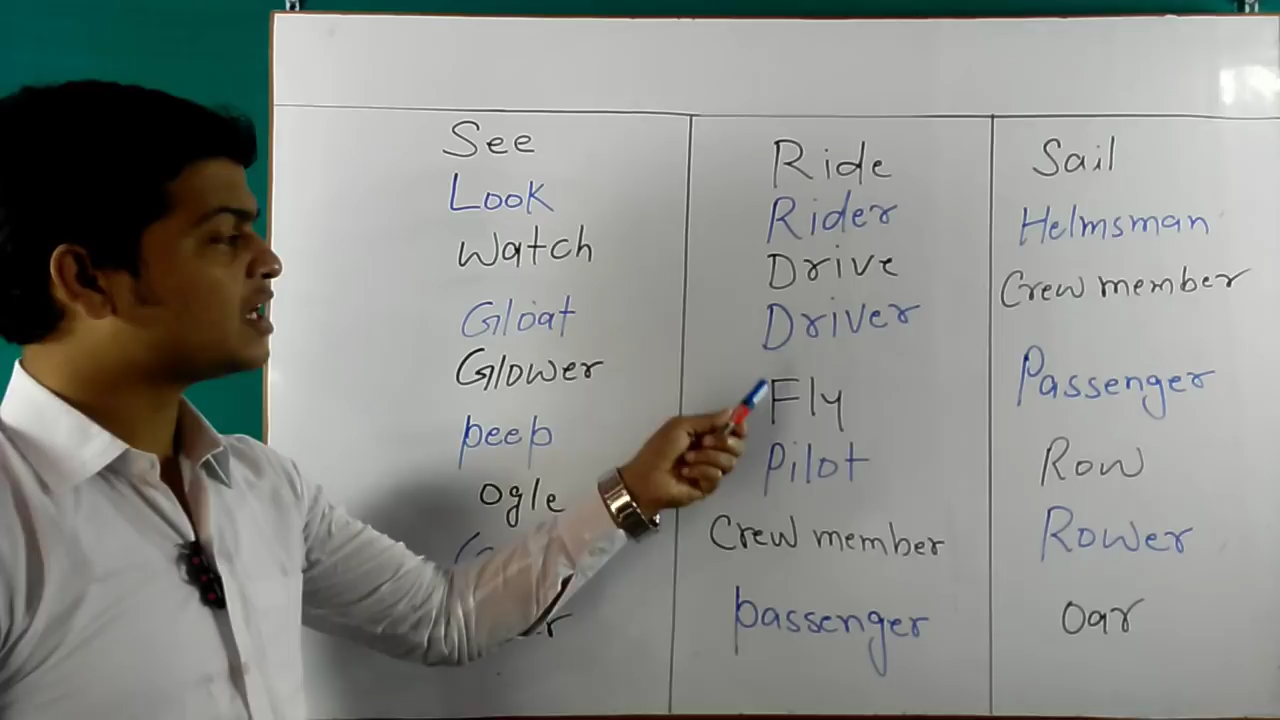 See
Look
Watch
Gloat
Glower
peep
ogle
Ride
Rider
Drive
Driver
Fly
Pilot
Crew member
passenger
Sail
Helmsman
Crew member
Passenger
Row
Rower
Oar